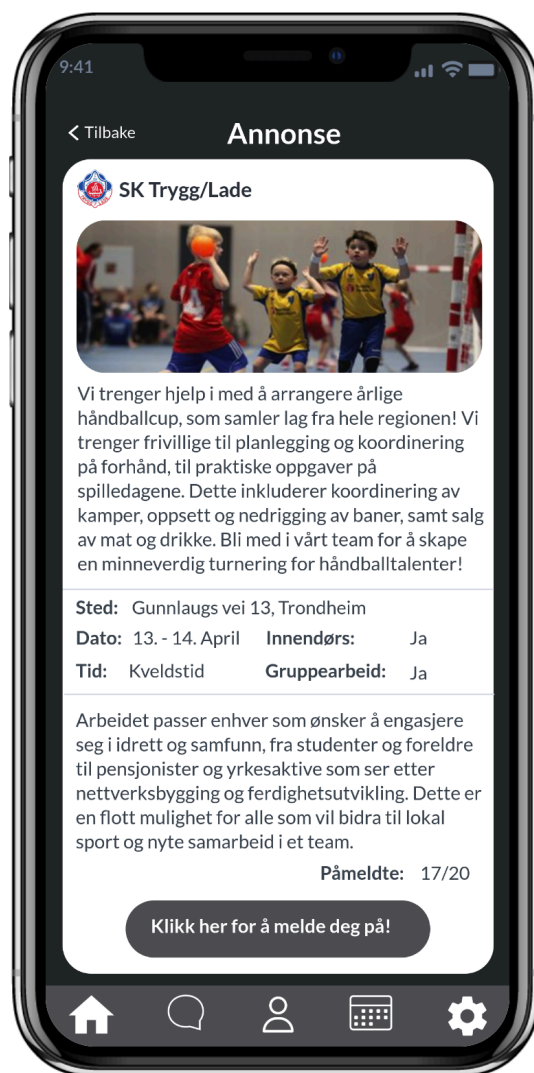 9:41
Tilbake
Annonse
SK Trygg/Lade
Vi trenger hjelp i med å arrangere årlige
håndballcup, som samler lag fra hele regionen! Vi
trenger frivillige til planlegging og koordinering
på forhånd, til praktiske oppgaver på
spilledagene. Dette inkluderer koordinering av
kamper, oppsett og nedrigging av baner, samt salg
av mat og drikke. Bli med i vårt team for å skape
en minneverdig turnering for håndballtalenter!
Sted: Gunnlaugs vei 13, Trondheim
Dato: 13. - 14. April Innendørs: Ja
Tid: Kveldstid Gruppearbeid: Ja
Arbeidet passer enhver som ønsker å engasjere
seg i idrett og samfunn, fra studenter og foreldre
til pensjonister og yrkesaktive som ser etter
nettverksbygging og ferdighetsutvikling. Dette er
en flott mulighet for alle som vil bidra til lokal
sport og nyte samarbeid i et team.
Påmeldte: 17/20
Klikk her for å melde deg på!